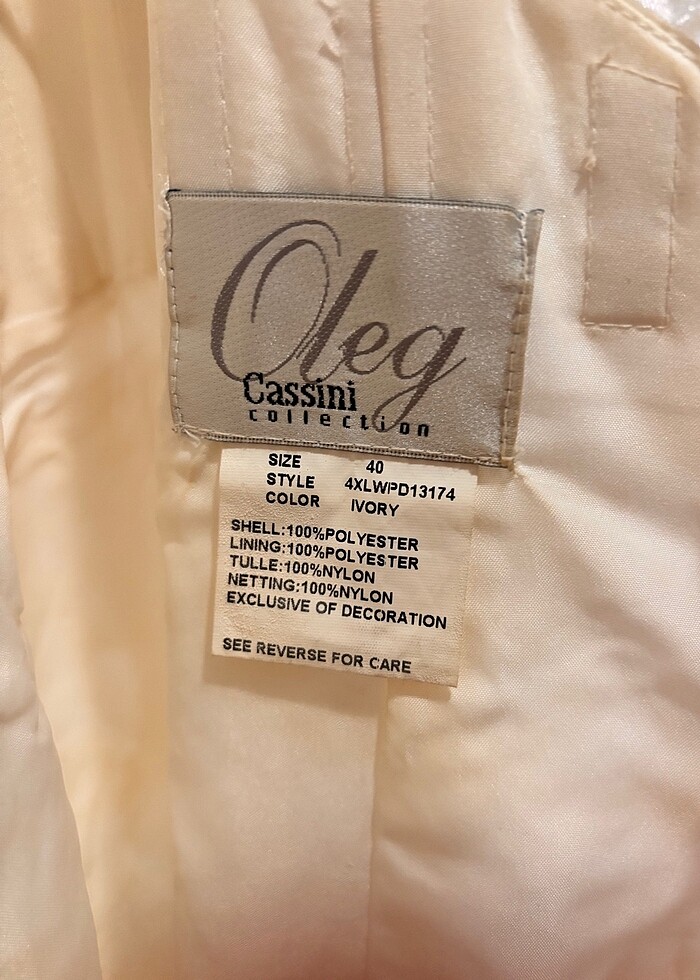 Oleg
Cassini
collection
SIZE 40
STYLE 4XLWPD13174
COLOR IVORY
SHELL:100%POLYESTER
LINING:100%POLYESTER
TULLE:100%NYLON
NETTING:100%NYLON
EXCLUSIVE OF DECORATION
SEE REVERSE FOR CARE